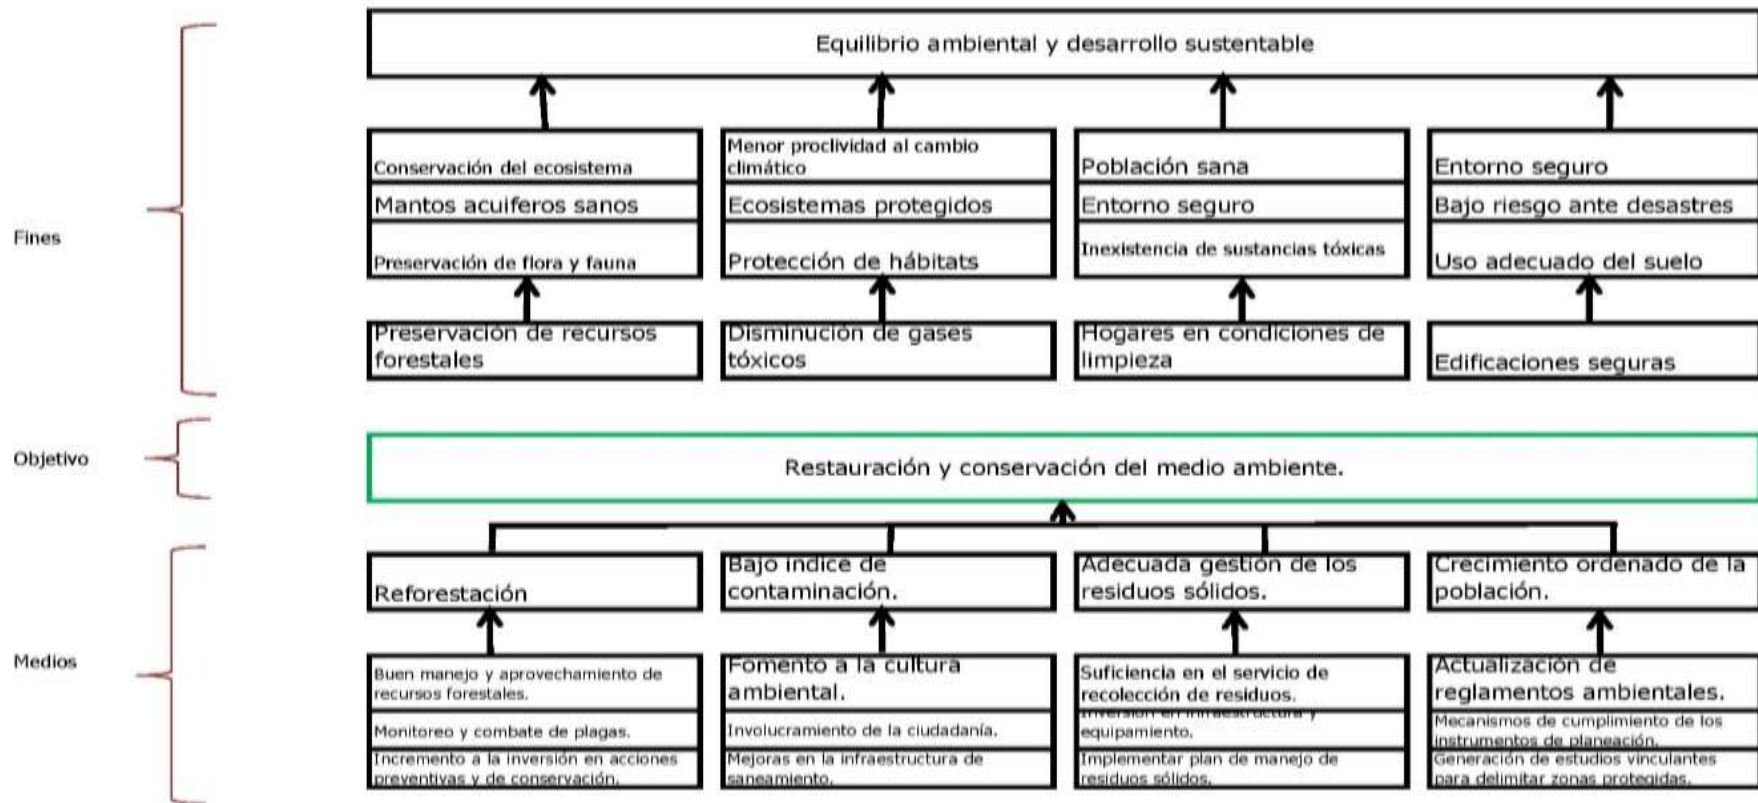 Equilibrio ambiental y desarrollo sustentable
Conservación del ecosistema
Mantos acuiferos sanos
Preservación de flora y fauna
Menor proclividad al cambio
climático
Ecosistemas protegidos
Protección de hábitats
Población sana
Entorno seguro
Inexistencia de sustancias tóxicas
Entorno seguro
Bajo riesgo ante desastres
Uso adecuado del suelo
Fines
Preservación de recursos
forestales
Disminución de gases
tóxicos
Hogares en condiciones de
limpieza
Edificaciones seguras
Objetivo
Restauración y conservación del medio ambiente.
Reforestación
Bajo índice de
contaminación.
Adecuada gestión de los
residuos sólidos.
Crecimiento ordenado de la
población.
Medios
Buen manejo y aprovechamiento de
recursos forestales.
Monitoreo y combate de plagas.
Incremento a la inversión en acciones
preventivas y de conservación.
Fomento a la cultura
ambiental.
Involucramiento de la ciudadanía.
Mejoras en la infraestructura de
saneamiento.
Suficiencia en el servicio de
recolección de residuos.
Inversión en infraestructura y
equipamiento.
Implementar plan de manejo de
residuos sólidos.
Actualización de
reglamentos ambientales.
Mecanismos de cumplimiento de los
instrumentos de planeación.
Generación de estudios vinculantes
para delimitar zonas protegidas.